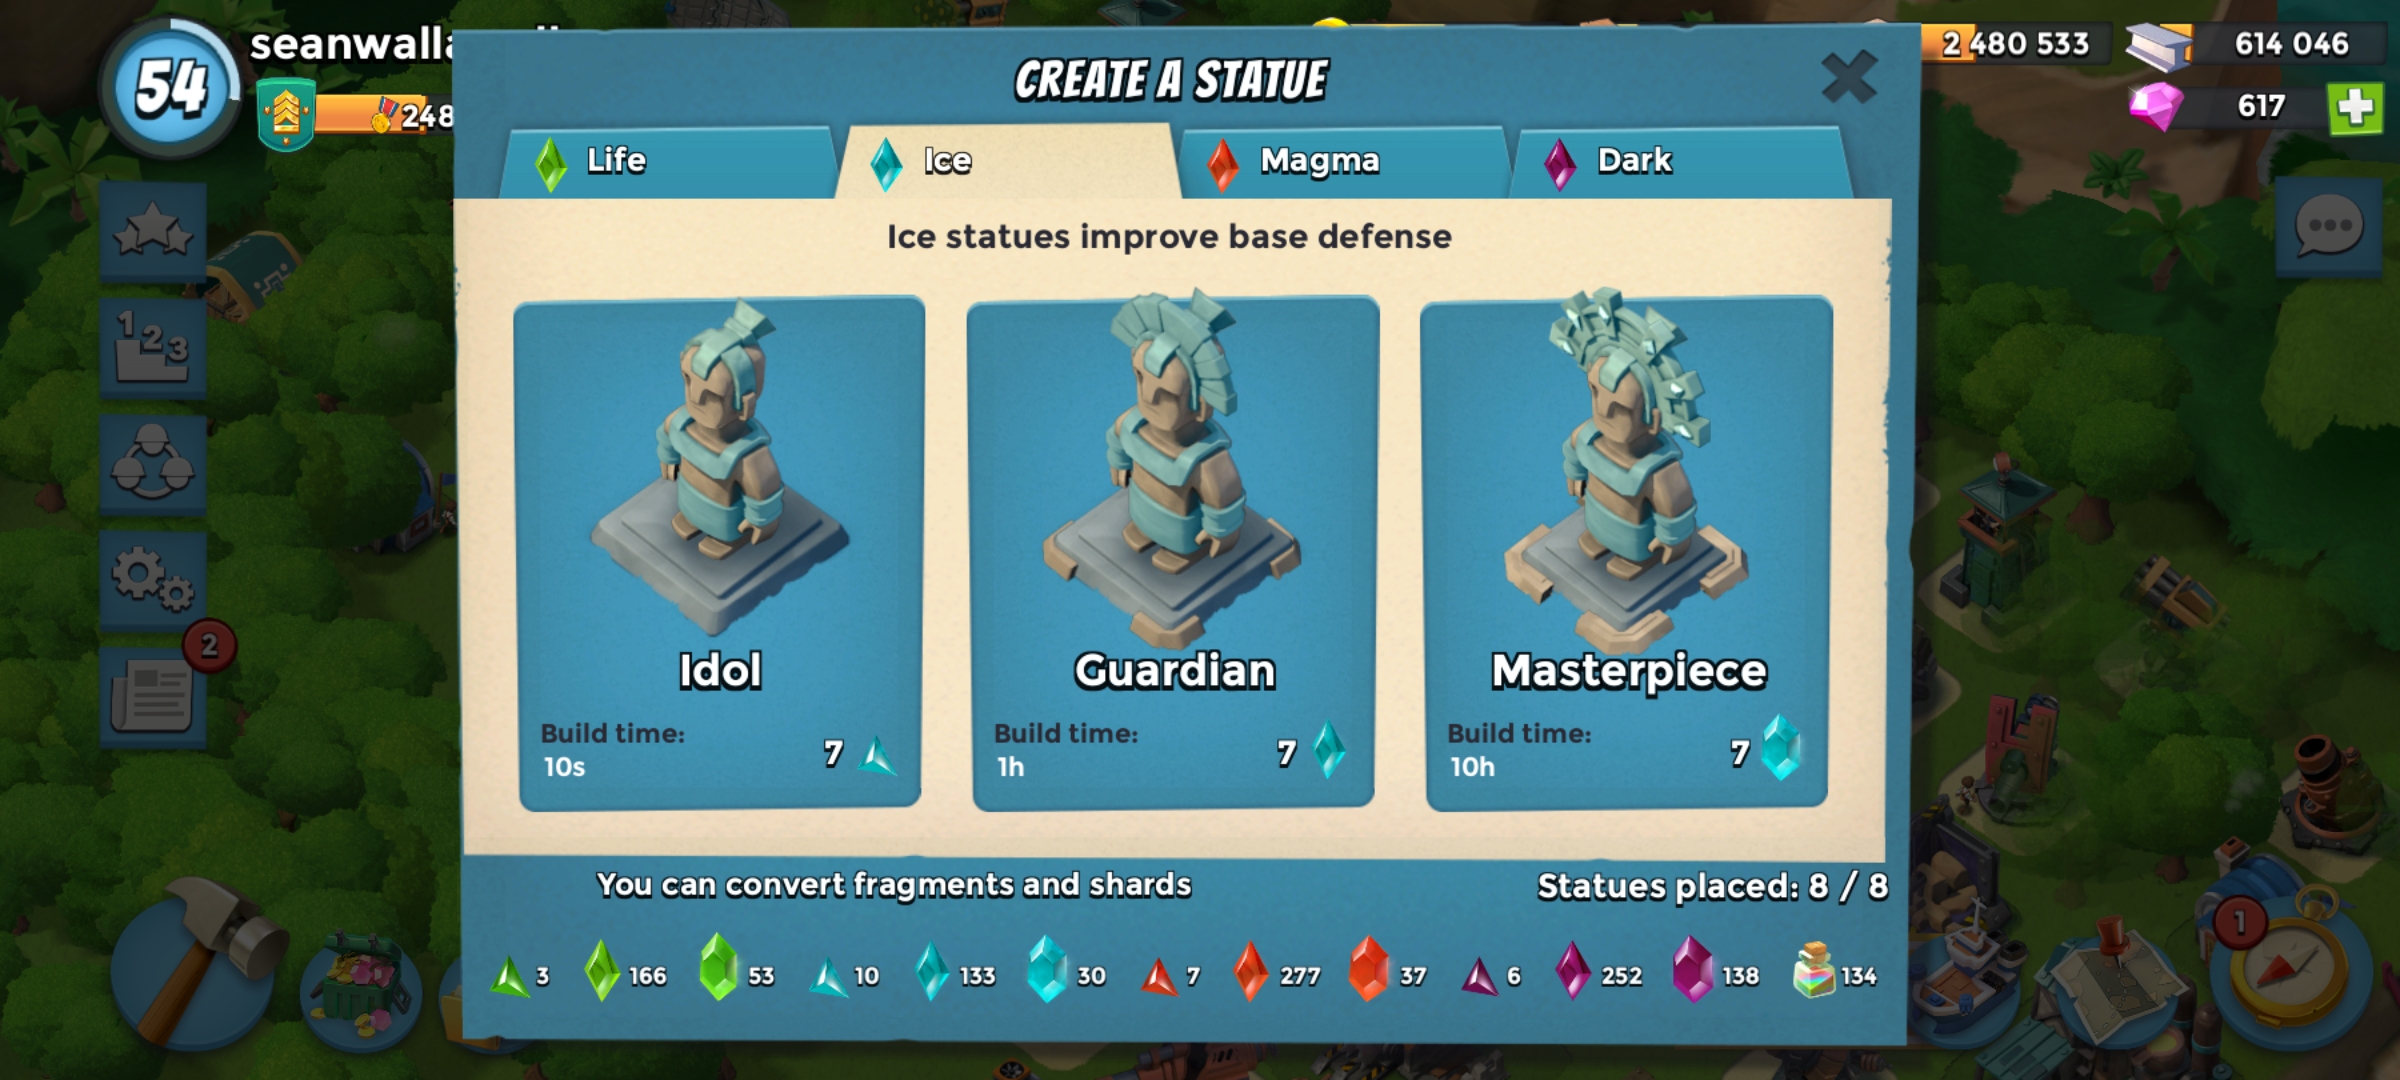 54
248
2 480 533
614 046
617
CREATE A STATUE
Life
Ice
Magma
Dark
Ice statues improve base defense
1 2 3
2
Idol
Build time:
10s
7
Guardian
Build time:
1h
7
Masterpiece
Build time:
10h
7
You can convert fragments and shards
Statues placed: 8 / 8
3
166
53
10
133
30
7
277
37
6
252
138
134
1